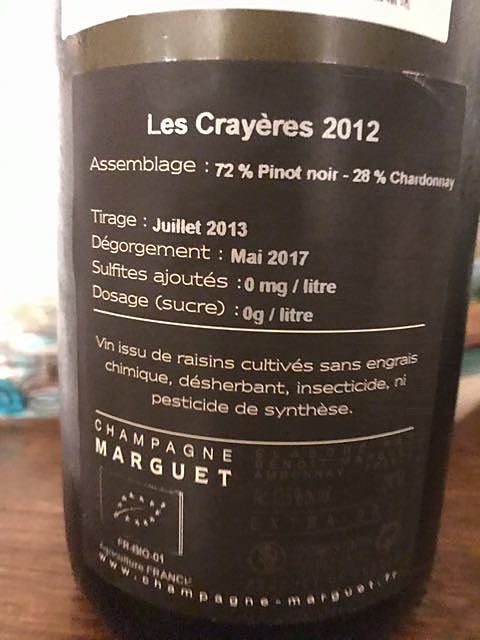 Les Crayères 2012
Assemblage : 72 % Pinot noir - 28 % Chardonnay
Tirage : Juillet 2013
Dégorgement : Mai 2017
Sulfites ajoutés : 0 mg / litre
Dosage (sucre) : 0g / litre
Vin issu de raisins cultivés sans engrais
chimique, désherbant, insecticide, ni
pesticide de synthèse.
CHAMPAGNE
MARGUET
AMBONNAY
FR-BIO-01
Agriculture FRANCE
www.champagne-marguet.fr